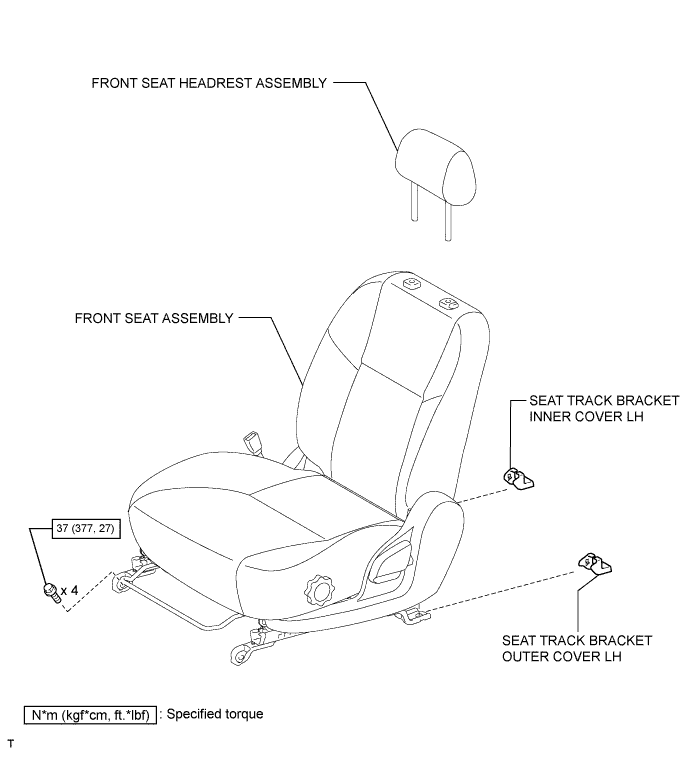 FRONT SEAT HEADREST ASSEMBLY
FRONT SEAT ASSEMBLY
SEAT TRACK BRACKET
INNER COVER LH
37 (377, 27)
x 4
SEAT TRACK BRACKET
OUTER COVER LH
N*m (kgf*cm, ft.*lbf) : Specified torque
T